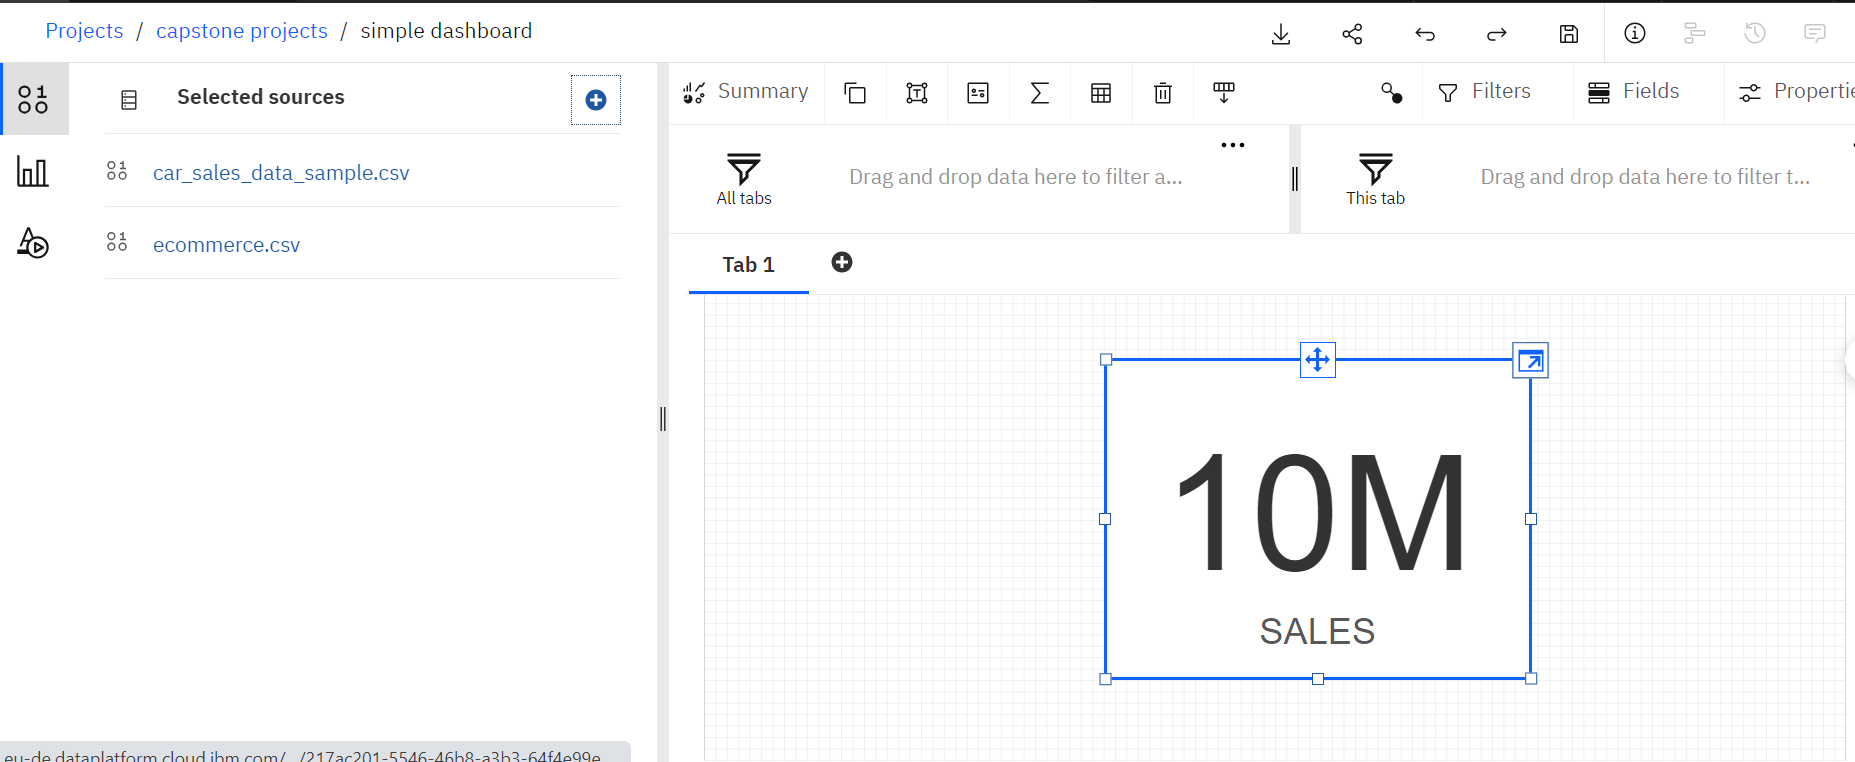 Projects / capstone projects / simple dashboard
Selected sources
car_sales_data_sample.csv
ecommerce.csv
Summary
Filters
Fields
Propertie
All tabs
Drag and drop data here to filter a...
This tab
Drag and drop data here to filter t...
Tab 1
10M
SALES
eu-de.dataplatform.cloud.ibm.com/.../217ac201-5546-46b8-a3b3-64f4e99e